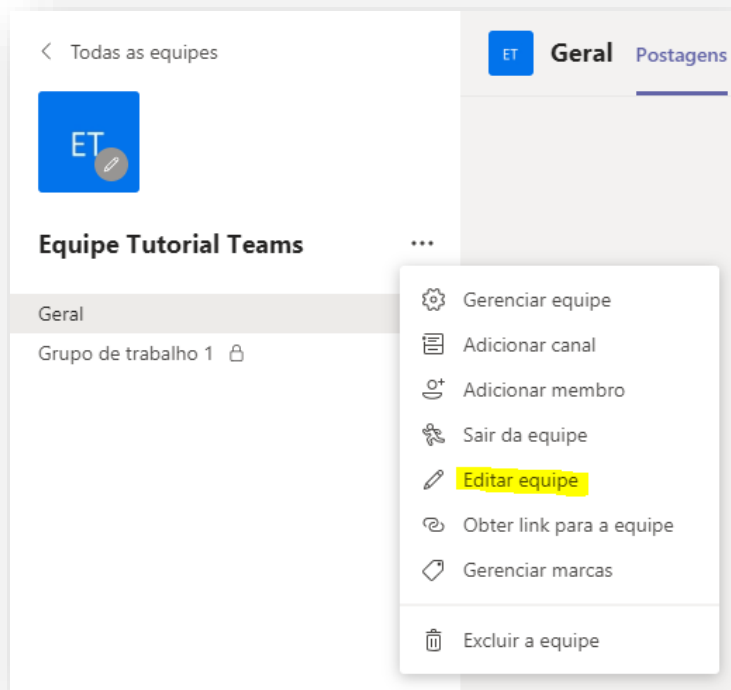 Todas as equipes
ET
Equipe Tutorial Teams
Geral
Grupo de trabalho 1
ET Geral Postagens
Gerenciar equipe
Adicionar canal
Adicionar membro
Sair da equipe
Editar equipe
Obter link para a equipe
Gerenciar marcas
Excluir a equipe